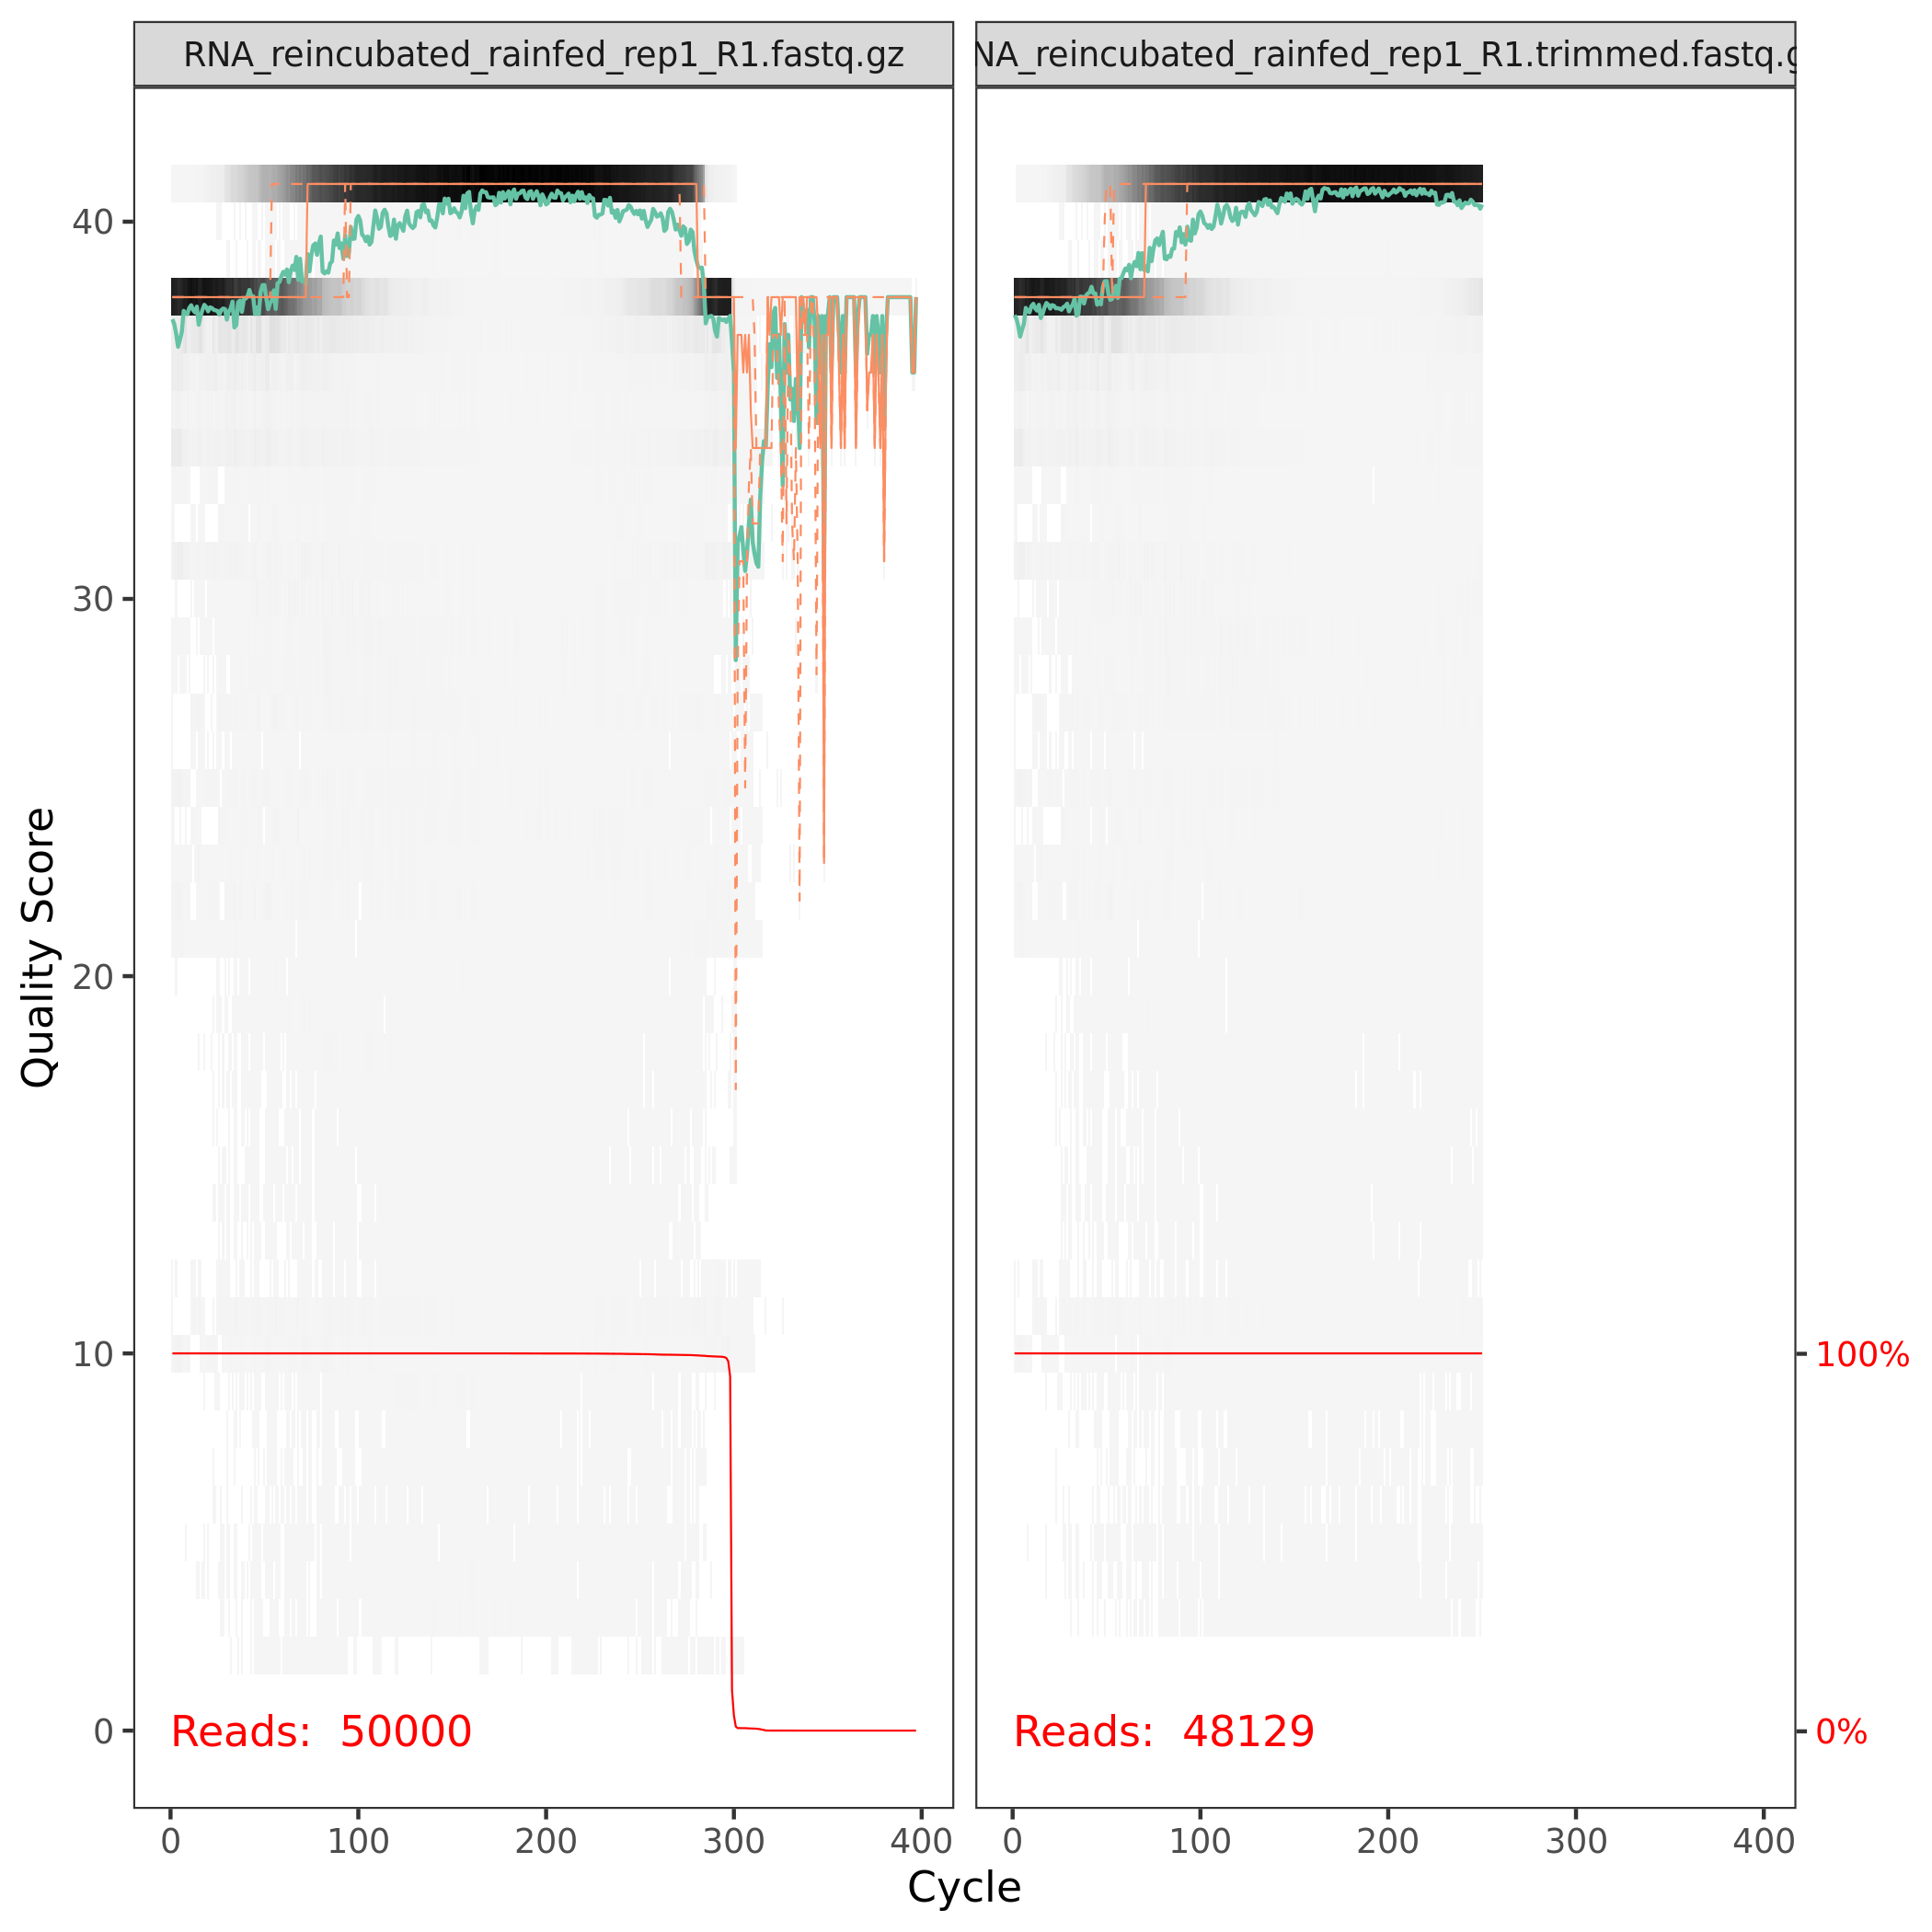 RNA_reincubated_rainfed_rep1_R1.fastq.gz
NA_reincubated_rainfed_rep1_R1.trimmed.fastq.g
Quality Score
40
30
20
10
0
Reads: 50000
Reads: 48129
100%
0%
0 100 200 300 400
0 100 200 300 400
Cycle